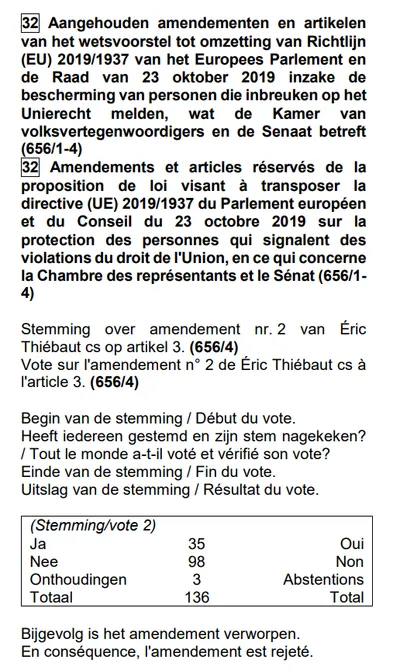 32 Aangehouden amendementen en artikelen
van het wetsvoorstel tot omzetting van Richtlijn
(EU) 2019/1937 van het Europees Parlement en
de Raad van 23 oktober 2019 inzake de
bescherming van personen die inbreuken op het
Unierecht melden, wat de Kamer van
volksvertegenwoordigers en de Senaat betreft
(656/1-4)
32 Amendements et articles réservés de la
proposition de loi visant à transposer la
directive (UE) 2019/1937 du Parlement européen
et du Conseil du 23 octobre 2019 sur la
protection des personnes qui signalent des
violations du droit de l'Union, en ce qui concerne
la Chambre des représentants et le Sénat (656/1-
4)
Stemming over amendement nr. 2 van Éric
Thiébaut cs op artikel 3. (656/4)
Vote sur l'amendement n° 2 de Éric Thiébaut cs à
l'article 3. (656/4)
Begin van de stemming / Début du vote.
Heeft iedereen gestemd en zijn stem nagekeken?
/ Tout le monde a-t-il voté et vérifié son vote?
Einde van de stemming / Fin du vote.
Uitslag van de stemming / Résultat du vote.
(Stemming/vote 2)
Ja 35 Oui
Nee 98 Non
Onthoudingen 3 Abstentions
Totaal 136 Total
Bijgevolg is het amendement verworpen.
En conséquence, l'amendement est rejeté.